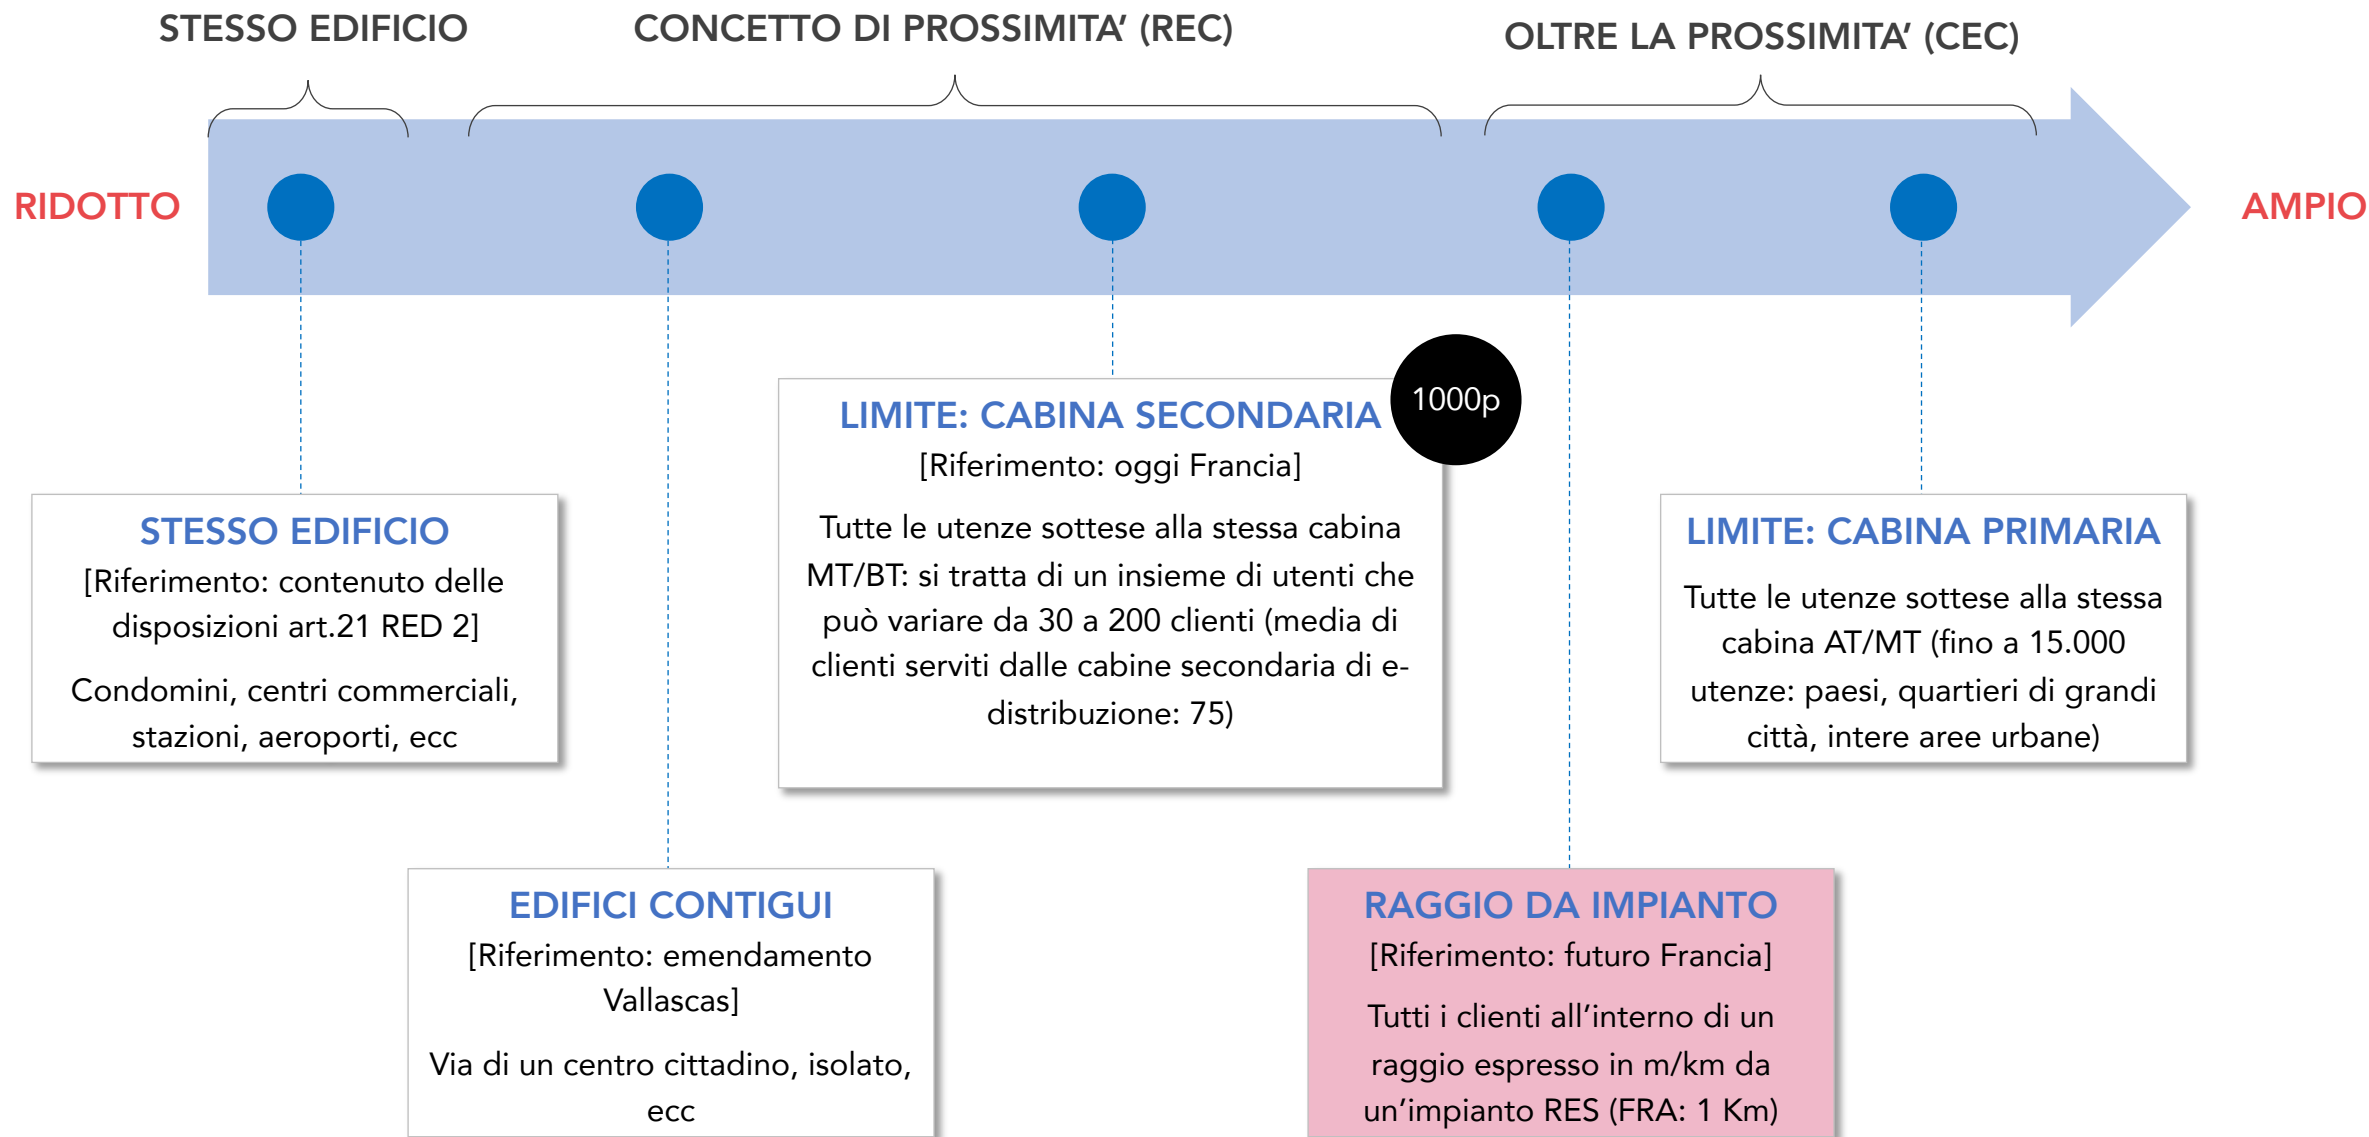 STESSO EDIFICIO
CONCETTO DI PROSSIMITA’ (REC)
OLTRE LA PROSSIMITA’ (CEC)
RIDOTTO
AMPIO
1000p
LIMITE: CABINA SECONDARIA
[Riferimento: oggi Francia]
Tutte le utenze sottese alla stessa cabina
MT/BT: si tratta di un insieme di utenti che
può variare da 30 a 200 clienti (media di
clienti serviti dalle cabine secondaria di e-
distribuzione: 75)
STESSO EDIFICIO
[Riferimento: contenuto delle
disposizioni art.21 RED 2]
Condomini, centri commerciali,
stazioni, aeroporti, ecc
LIMITE: CABINA PRIMARIA
Tutte le utenze sottese alla stessa
cabina AT/MT (fino a 15.000
utenze: paesi, quartieri di grandi
città, intere aree urbane)
EDIFICI CONTIGUI
[Riferimento: emendamento
Vallascas]
Via di un centro cittadino, isolato,
ecc
RAGGIO DA IMPIANTO
[Riferimento: futuro Francia]
Tutti i clienti all’interno di un
raggio espresso in m/km da
un’impianto RES (FRA: 1 Km)